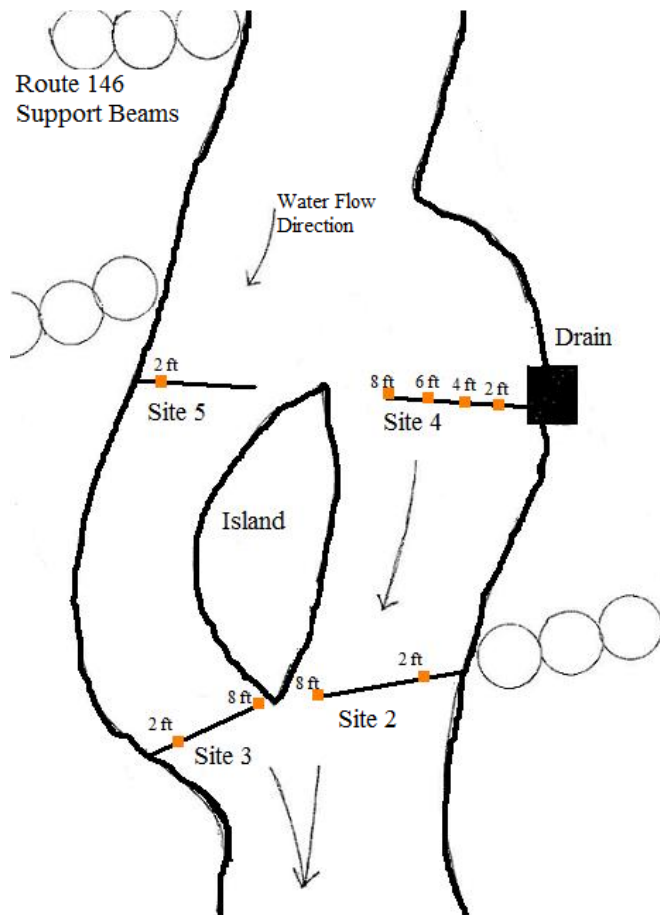 Route 146
Support Beams
Water Flow
Direction
Drain
2 ft
8 ft 6 ft 4 ft 2 ft
Site 5
Site 4
Island
2 ft
8 ft
8 ft
Site 2
2 ft
Site 3